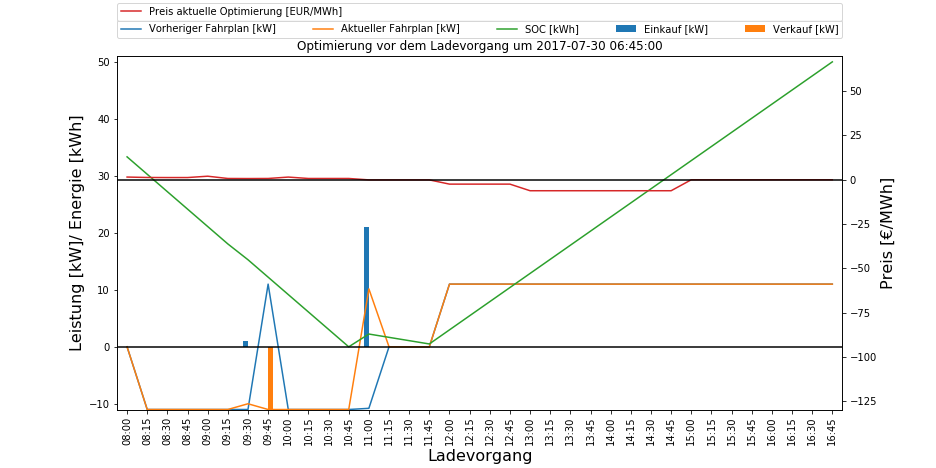 Preis aktuelle Optimierung [EUR/MWh]
Vorheriger Fahrplan [kW] Aktueller Fahrplan [kW] SOC [kWh] Einkauf [kW] Verkauf [kW]
Optimierung vor dem Ladevorgang um 2017-07-30 06:45:00
Leistung [kW]/ Energie [kWh]
50
40
30
20
10
0
−10
50
25
0
−25
−50
−75
−100
−125
Preis [€/MWh]
08:00 08:15 08:30 08:45 09:00 09:15 09:30 09:45 10:00 10:15 10:30 10:45 11:00 11:15 11:30 11:45 12:00 12:15 12:30 12:45 13:00 13:15 13:30 13:45 14:00 14:15 14:30 14:45 15:00 15:15 15:30 15:45 16:00 16:15 16:30 16:45
Ladevorgang